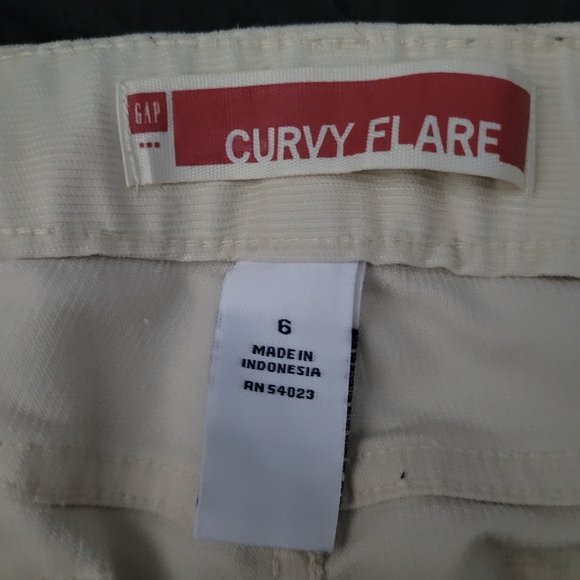 GAP
CURVY FLARE
6
MADE IN
INDONESIA
RN 54023